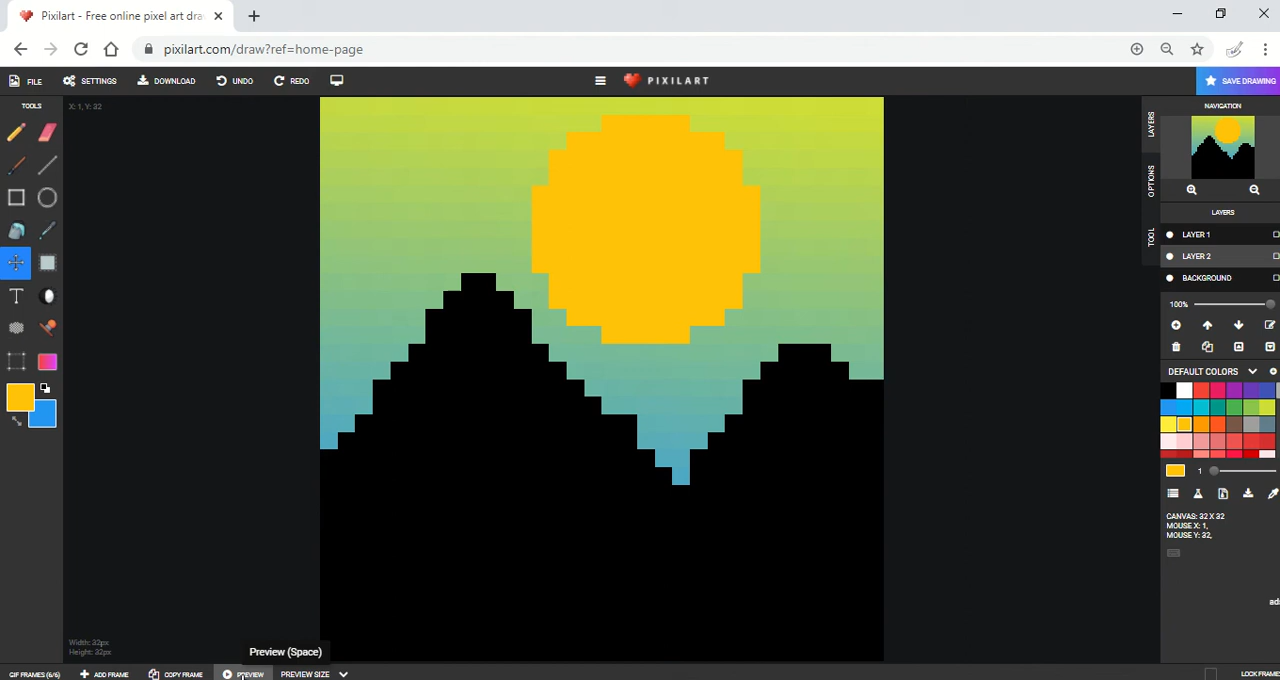 Pixilart - Free online pixel art dra
pixilart.com/draw?ref=home-page
FILE SETTINGS DOWNLOAD UNDO REDO PIXILART SAVE DRAWING
TOOLS
X: 1, Y: 32
NAVIGATION
LAYERS
OPTIONS
TOOL
LAYERS
LAYER 1
LAYER 2
BACKGROUND
100%
DEFAULT COLORS
1
CANVAS: 32 X 32
MOUSE X: 1,
MOUSE Y: 32,
ad
Width: 32px
Height: 32px
Preview (Space)
GIF FRAMES (6/6) ADD FRAME COPY FRAME PREVIEW PREVIEW SIZE LOCK FRAME